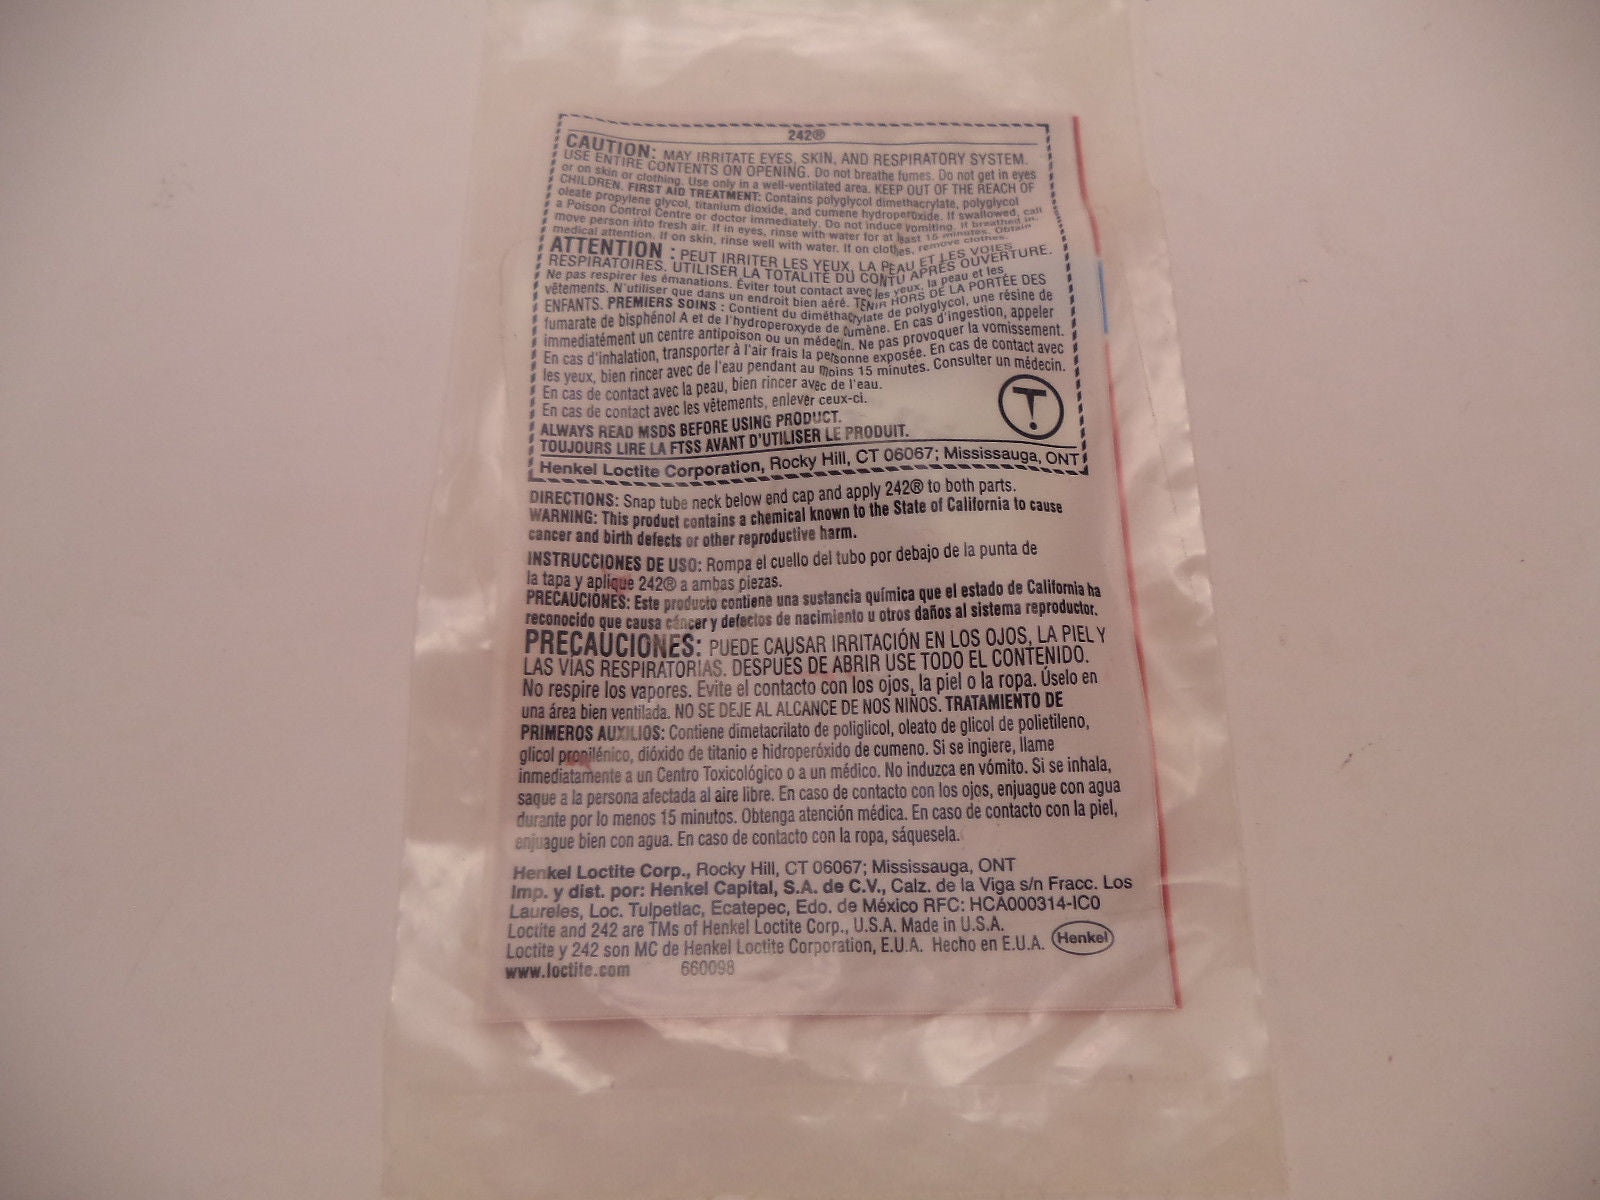 242®
CAUTION: MAY IRRITATE EYES, SKIN, AND RESPIRATORY SYSTEM.
USE ENTIRE CONTENTS ON OPENING. Do not breathe fumes. Do not get in eyes
or on skin or clothing. Use only in a well-ventilated area. KEEP OUT OF THE REACH OF
CHILDREN. FIRST AID TREATMENT: Contains polyglycol dimethacrylate, polyglycol
oleate propylene glycol, titanium dioxide, and cumene hydroperoxide. If swallowed, call
a Poison Control Centre or doctor immediately. Do not induce vomiting. If breathed in,
move person into fresh air. If in eyes, rinse with water for at least 15 minutes. Obtain
medical attention. If on skin, rinse well with water. If on clothes, remove clothes.
ATTENTION : PEUT IRRITER LES YEUX, LA PEAU ET LES VOIES
RESPIRATOIRES. UTILISER LA TOTALITÉ DU CONTU APRÈS OUVERTURE.
Ne pas respirer les émanations. Éviter tout contact avec les yeux, la peau et les
vêtements. N'utiliser que dans un endroit bien aéré. TENIR HORS DE LA PORTÉE DES
ENFANTS. PREMIERS SOINS : Contient du diméthacrylate de polyglycol, une résine de
fumarate de bisphénol A et de l'hydroperoxyde de cumène. En cas d'ingestion, appeler
immediatément un centre antipoison ou un médecin. Ne pas provoquer la vomissement.
En cas d'inhalation, transporter à l'air frais la personne exposée. En cas de contact avec
les yeux, bien rincer avec de l'eau pendant au moins 15 minutes. Consulter un médecin.
En cas de contact avec la peau, bien rincer avec de l'eau.
En cas de contact avec les vêtements, enlever ceux-ci.
ALWAYS READ MSDS BEFORE USING PRODUCT.
TOUJOURS LIRE LA FTSS AVANT D'UTILISER LE PRODUIT.
Henkel Loctite Corporation, Rocky Hill, CT 06067; Mississauga, ONT
DIRECTIONS: Snap tube neck below end cap and apply 242® to both parts.
WARNING: This product contains a chemical known to the State of California to cause
cancer and birth defects or other reproductive harm.
INSTRUCCIONES DE USO: Rompa el cuello del tubo por debajo de la punta de
la tapa y aplique 242® a ambas piezas.
PRECAUCIONES: Este producto contiene una sustancia química que el estado de California ha
reconocido que causa cáncer y defectos de nacimiento u otros daños al sistema reproductor.
PRECAUCIONES: PUEDE CAUSAR IRRITACIÓN EN LOS OJOS, LA PIEL Y
LAS VIAS RESPIRATORIAS. DESPUÉS DE ABRIR USE TODO EL CONTENIDO.
No respire los vapores. Evite el contacto con los ojos, la piel o la ropa. Úselo en
una área bien ventilada. NO SE DEJE AL ALCANCE DE NOS NIÑOS. TRATAMIENTO DE
PRIMEROS AUXILIOS: Contiene dimetacrilato de poliglicol, oleato de glicol de polietileno,
glicol propilénico, dióxido de titanio e hidroperóxido de cumeno. Si se ingiere, llame
inmediatamente a un Centro Toxicológico o a un médico. No induzca en vómito. Si se inhala,
saque a la persona afectada al aire libre. En caso de contacto con los ojos, enjuague con agua
durante por lo menos 15 minutos. Obtenga atención médica. En caso de contacto con la piel,
enjuague bien con agua. En caso de contacto con la ropa, sáquesela.
Henkel Loctite Corp., Rocky Hill, CT 06067; Mississauga, ONT
Imp. y dist. por: Henkel Capital, S.A. de C.V., Calz. de la Viga s/n Fracc. Los
Laureles, Loc. Tulpetlac, Ecatepec, Edo. de México RFC: HCA000314-IC0
Loctite and 242 are TMs of Henkel Loctite Corp., U.S.A. Made in U.S.A.
Loctite y 242 son MC de Henkel Loctite Corporation, E.U.A. Hecho en E.U.A. Henkel
www.loctite.com 660098